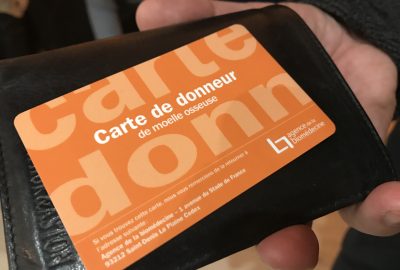 Carte
donn
Carte de donneur
de moelle osseuse
agence de la
biomédecine
Si vous trouvez cette carte, nous vous remercions de la retourner à
l'adresse suivante :
Agence de la biomédecine - 1 avenue du Stade de France
93212 Saint-Denis La Plaine Cedex